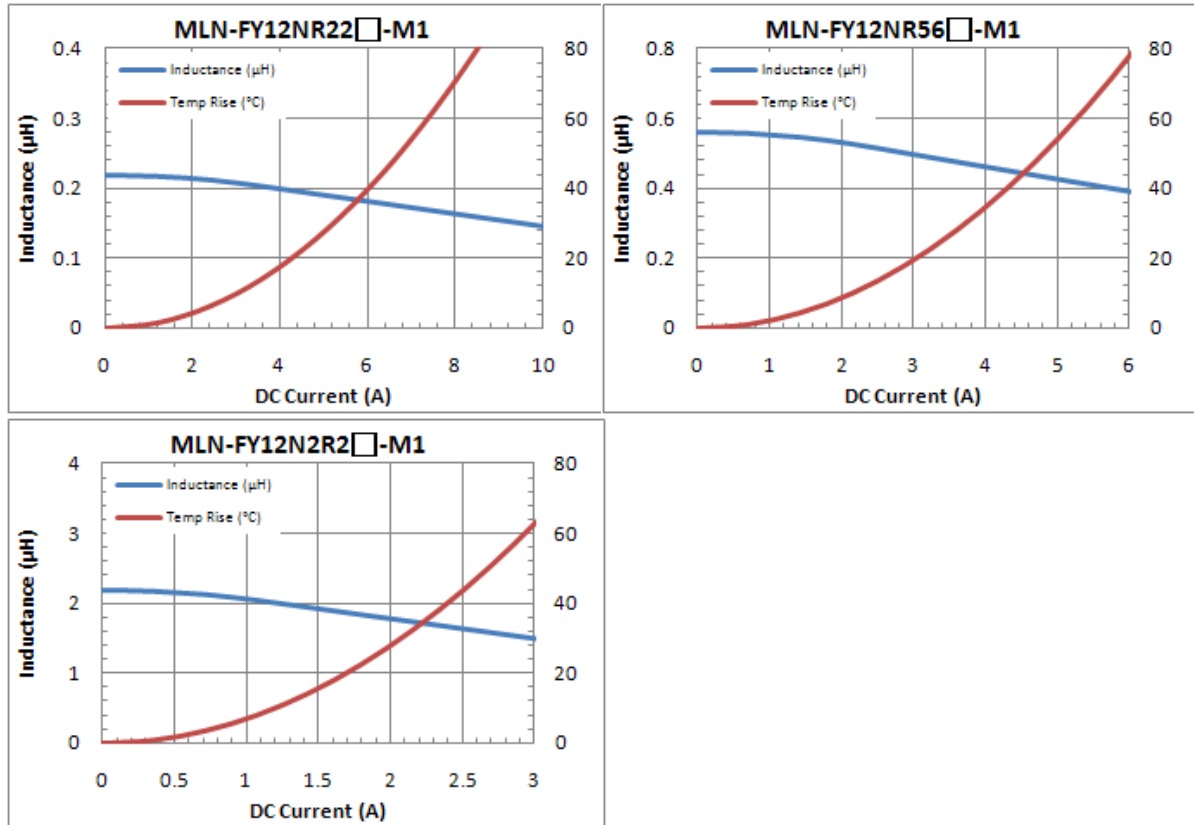 MLN-FY12NR22□-M1
Inductance (µH)
Temp Rise (°C)
0.4
0.3
0.2
0.1
0
80
60
40
20
0
0 2 4 6 8 10
Inductance (µH)
DC Current (A)
MLN-FY12NR56□-M1
Inductance (µH)
Temp Rise (°C)
0.8
0.6
0.4
0.2
0
80
60
40
20
0
0 1 2 3 4 5 6
Inductance (µH)
DC Current (A)
MLN-FY12N2R2□-M1
Inductance (µH)
Temp Rise (°C)
4
3
2
1
0
80
60
40
20
0
0 0.5 1 1.5 2 2.5 3
Inductance (µH)
DC Current (A)